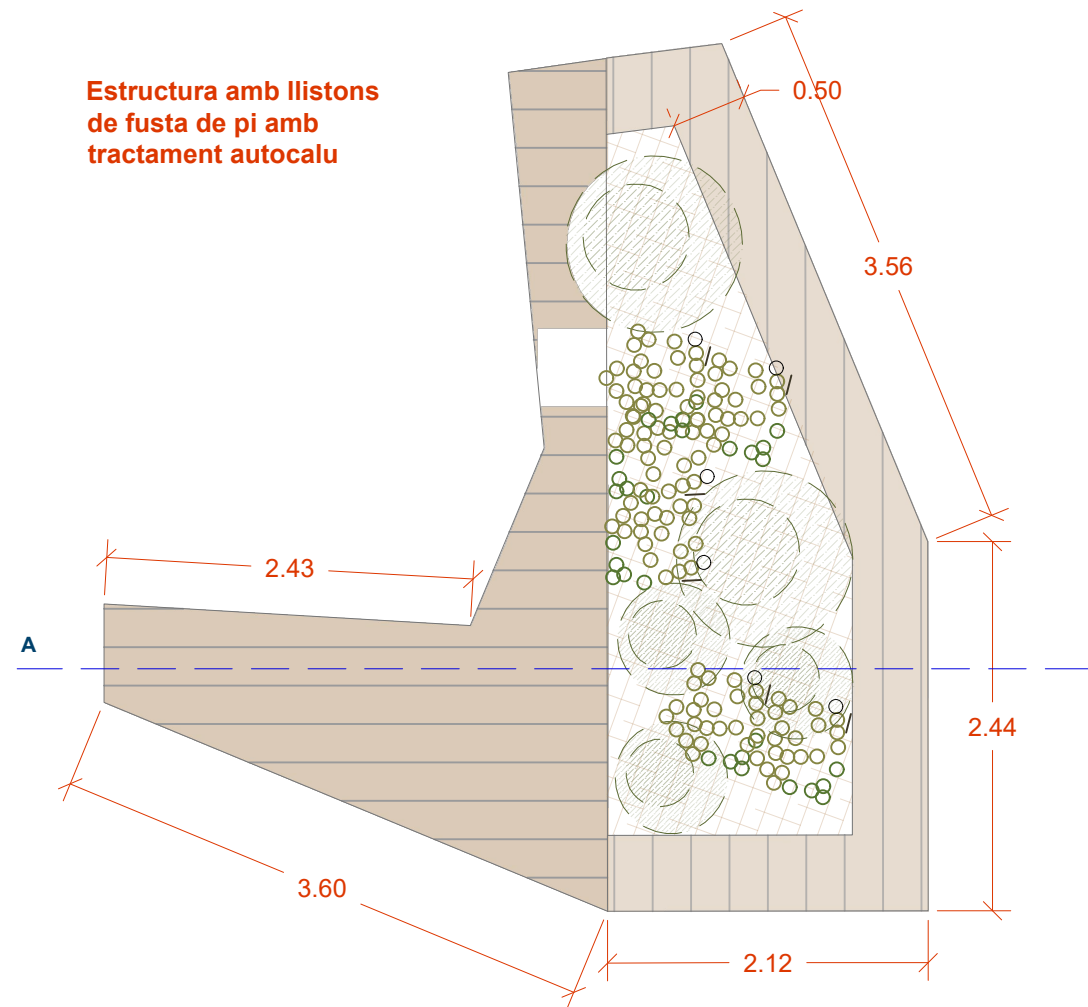 Estructura amb llistons
de fusta de pi amb
tractament autocalu
0.50
3.56
2.43
A
2.44
3.60
2.12